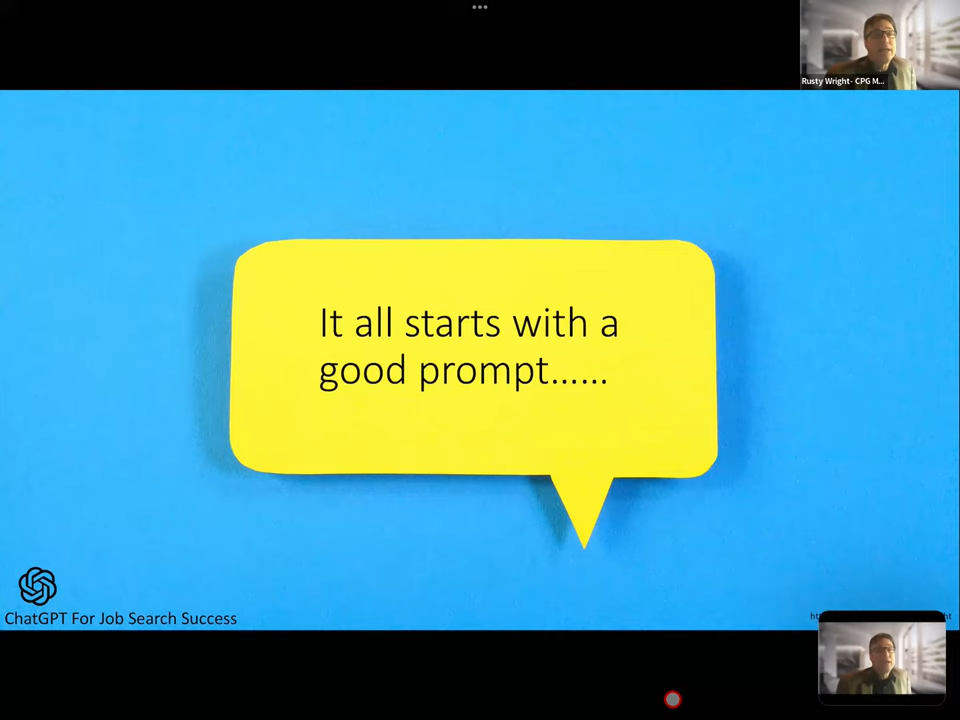 Rusty Wright- CPG M...
It all starts with a
good prompt......
ChatGPT For Job Search Success